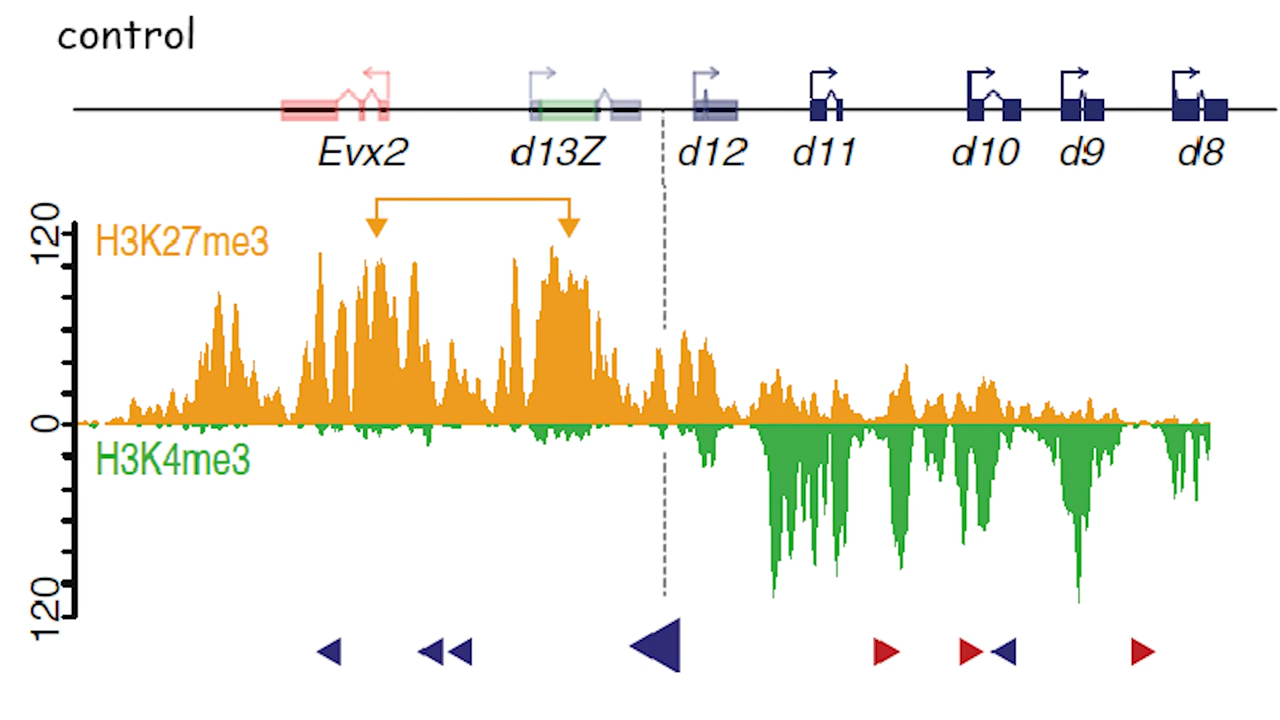 control
Evx2 d13Z d12 d11 d10 d9 d8
120
H3K27me3
0
H3K4me3
120